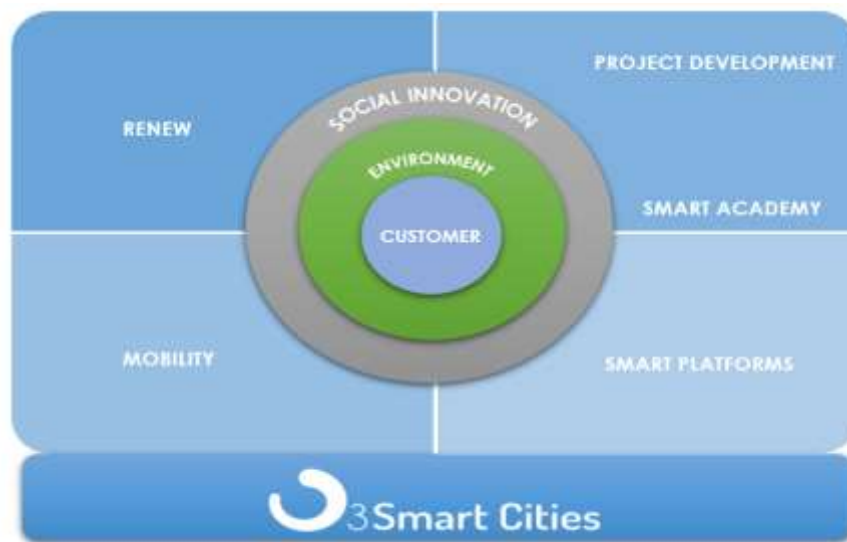 PROJECT DEVELOPMENT
SOCIAL INNOVATION
RENEW
ENVIRONMENT
SMART ACADEMY
CUSTOMER
MOBILITY
SMART PLATFORMS
3Smart Cities